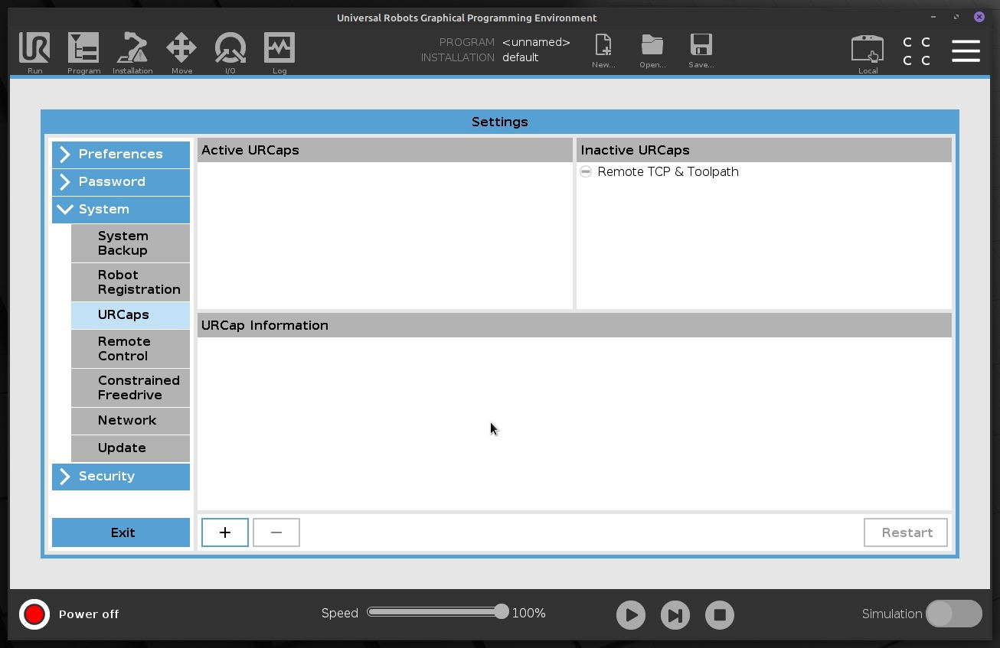 Universal Robots Graphical Programming Environment
UR
Run
Program
Installation
Move
I/O
Log
PROGRAM <unnamed>
INSTALLATION default
New...
Open...
Save...
Local
C C
C C
Settings
Preferences
Password
System
System
Backup
Robot
Registration
URCaps
Remote
Control
Constrained
Freedrive
Network
Update
Security
Exit
Active URCaps
Inactive URCaps
Remote TCP & Toolpath
URCap Information
+
−
Restart
Power off
Speed
100%
Simulation